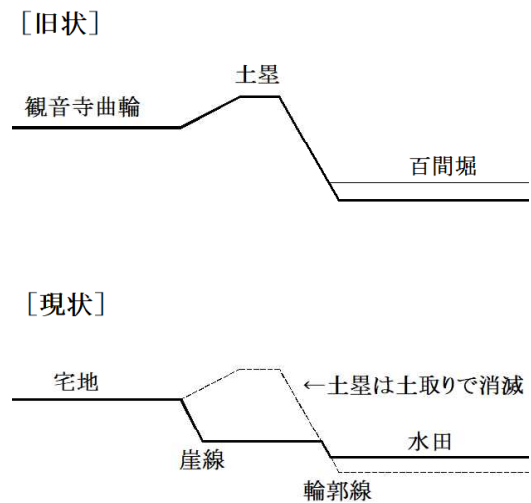 ［旧状］
土塁
観音寺曲輪
百間堀
［現状］
宅地
←土塁は土取りで消滅
水田
崖線
輪郭線